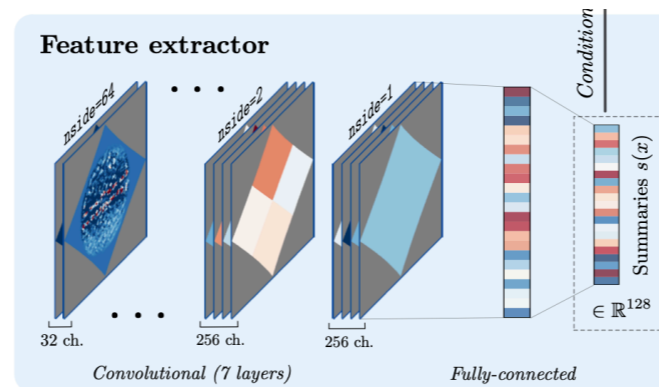 Feature extractor
nside=64
nside=2
nside=1
Condition
Summaries s(x)
∈ ℝ¹²⁸
32 ch.
256 ch.
256 ch.
Convolutional (7 layers)
Fully-connected